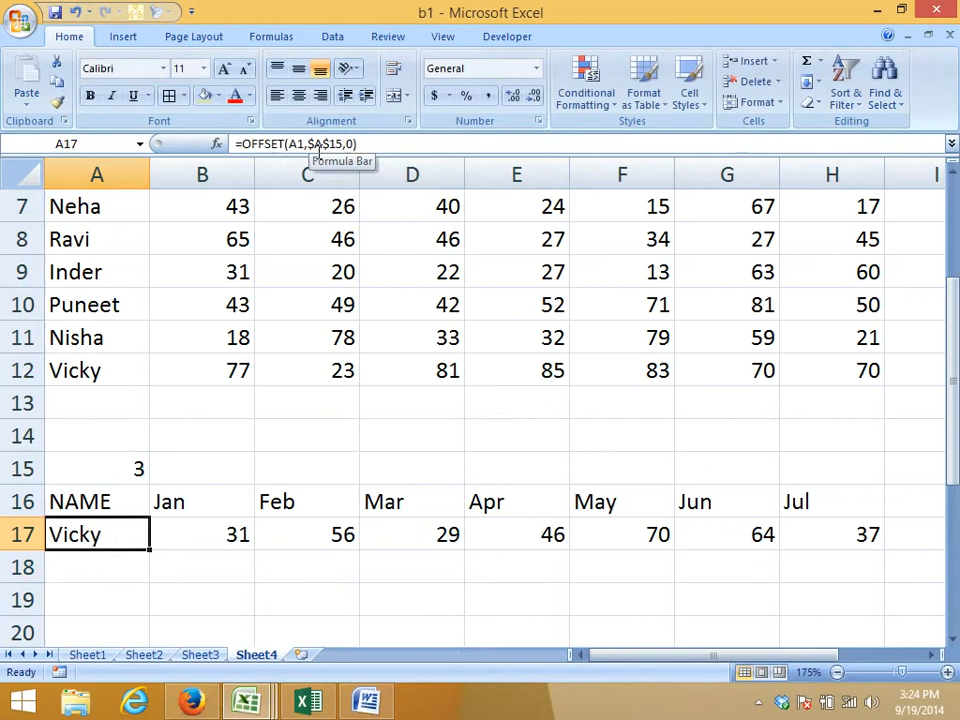 b1 - Microsoft Excel
Home Insert Page Layout Formulas Data Review View Developer
Paste
Calibri 11
General
Conditional Formatting
Format as Table
Cell Styles
Insert
Delete
Format
Sort & Filter
Find & Select
Clipboard Font Alignment Number Styles Cells Editing
A17 fx =OFFSET(A1,$A$15,0)
Formula Bar
A B C D E F G H I
7 Neha 43 26 40 24 15 67 17
8 Ravi 65 46 46 27 34 27 45
9 Inder 31 20 22 27 13 63 60
10 Puneet 43 49 42 52 71 81 50
11 Nisha 18 78 33 32 79 59 21
12 Vicky 77 23 81 85 83 70 70
13
14
15 3
16 NAME Jan Feb Mar Apr May Jun Jul
17 Vicky 31 56 29 46 70 64 37
18
19
20
Sheet1 Sheet2 Sheet3 Sheet4
Ready 175%
3:24 PM
9/19/2014